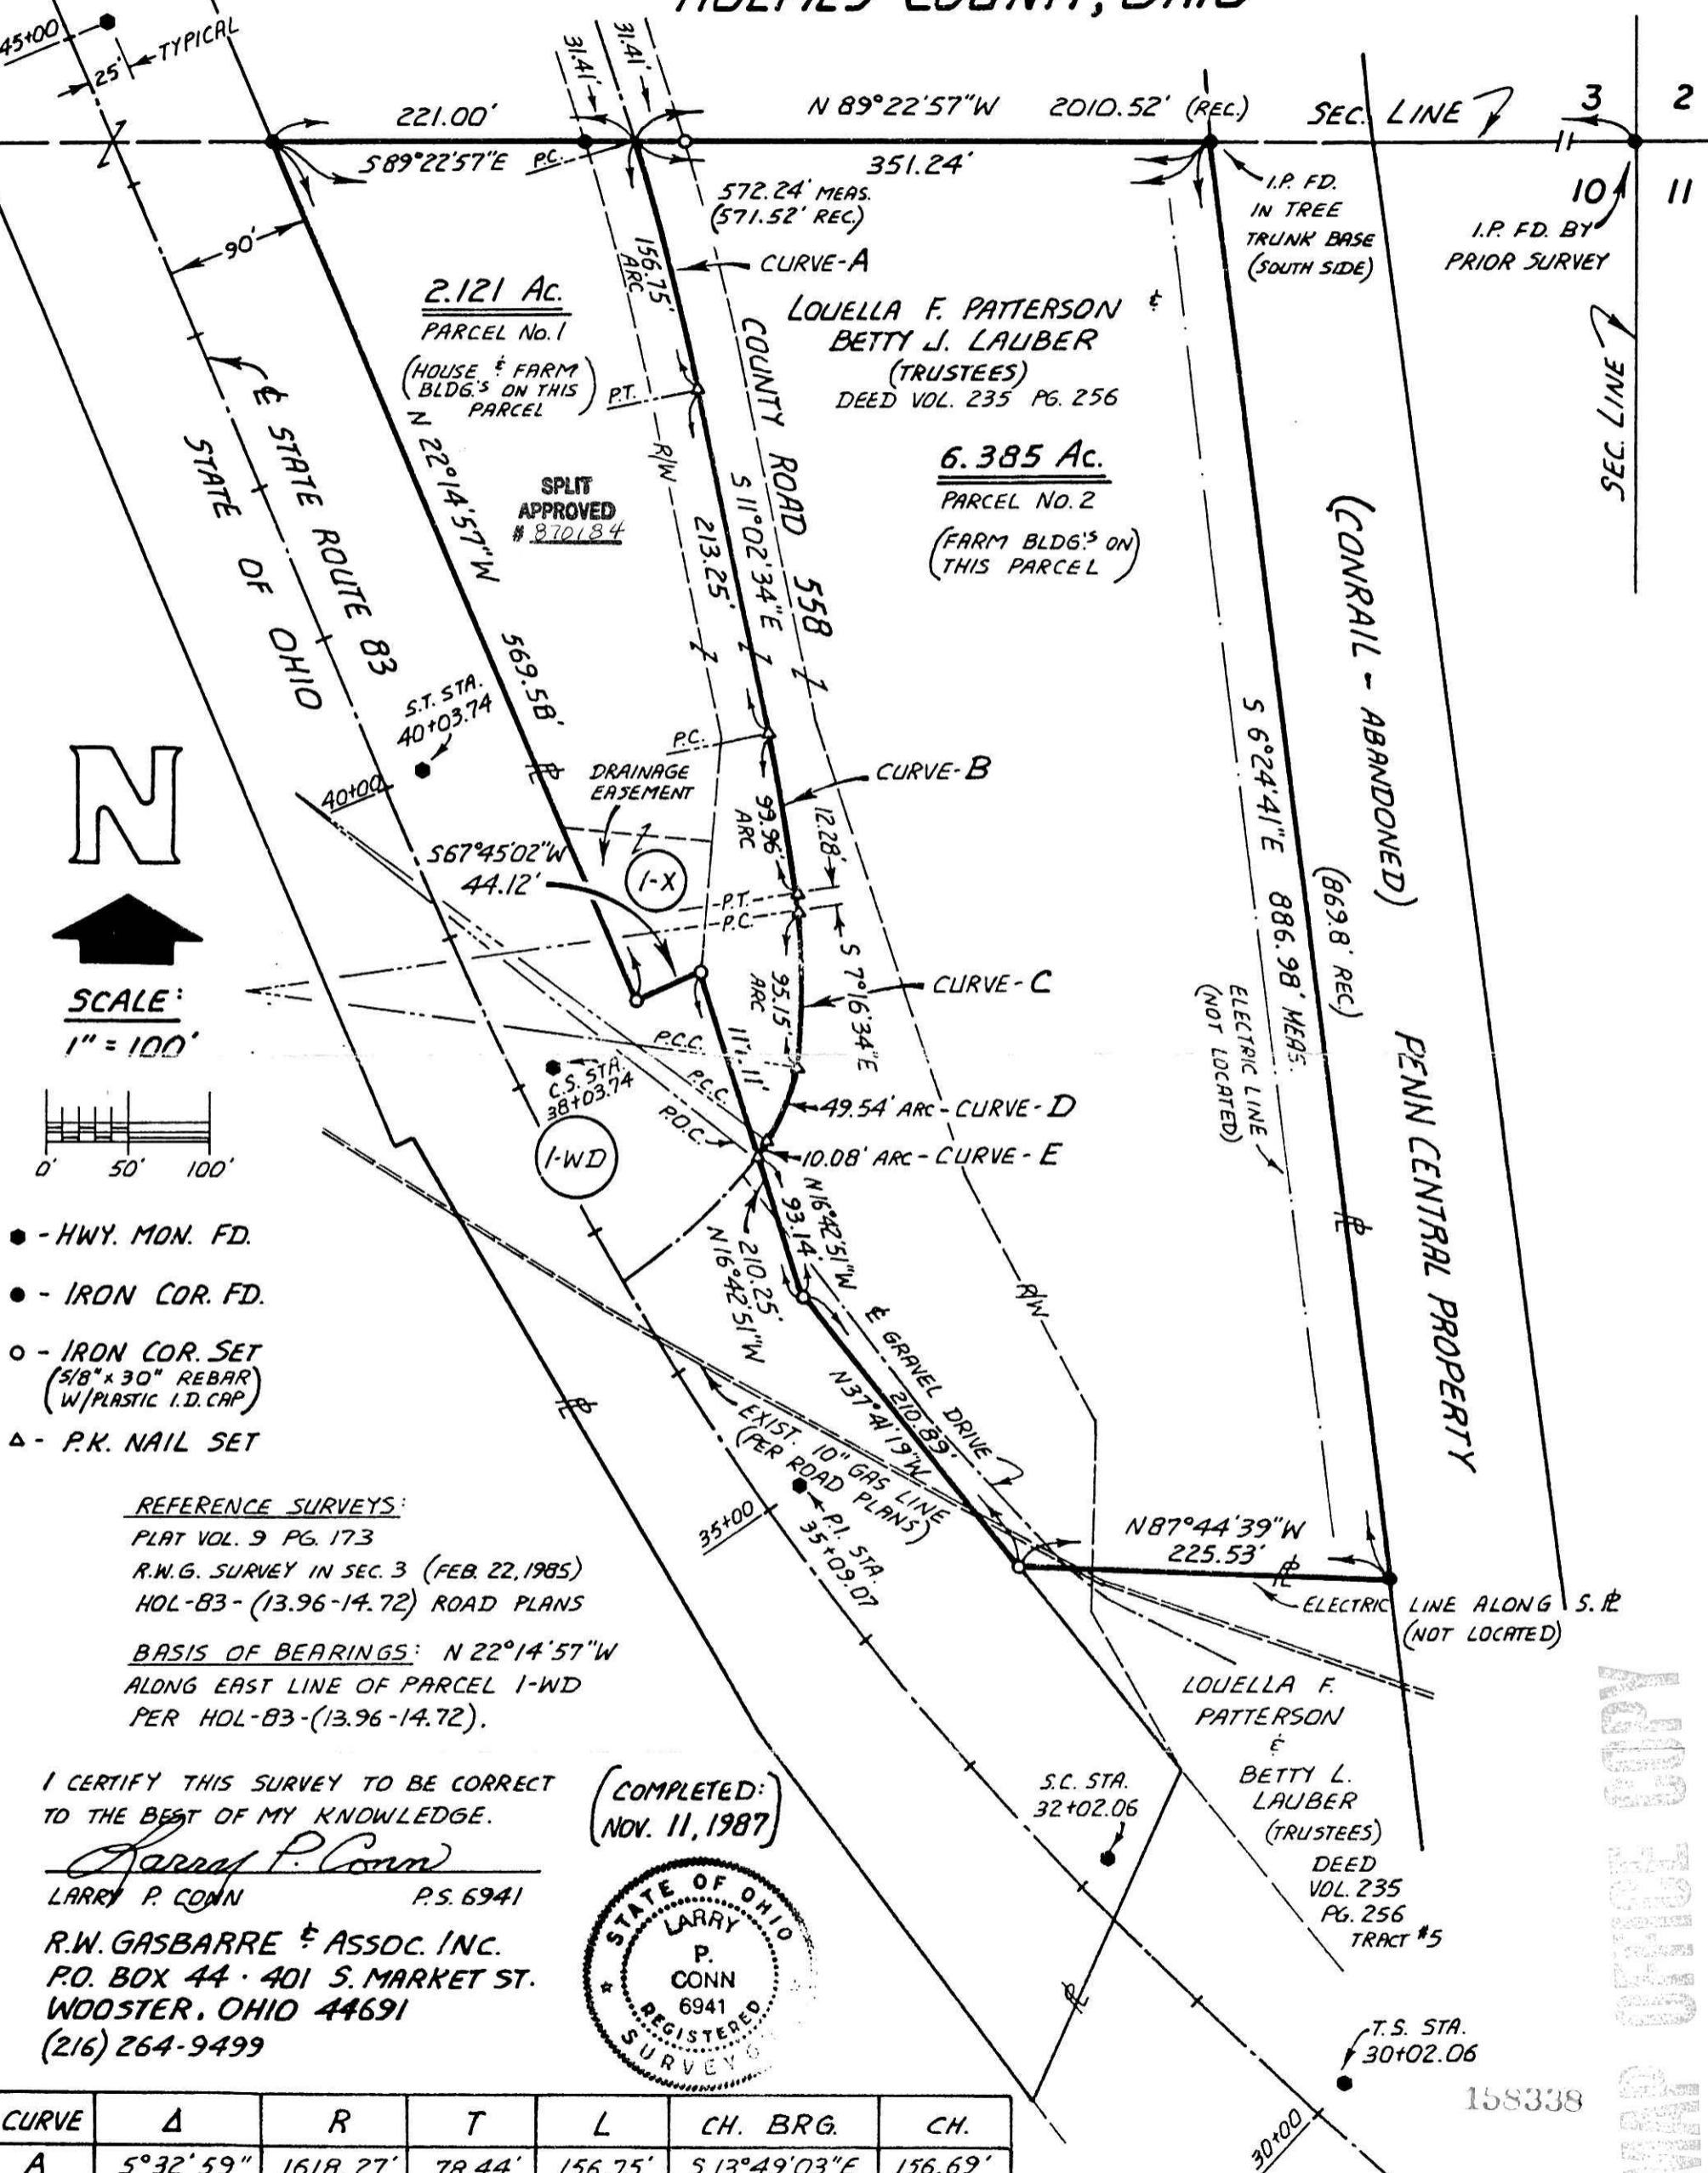 HOLMES COUNTY, OHIO
45+00
25'
TYPICAL
31.41'
31.41'
221.00'
S89°22'57"E
P.C.
N 89°22'57"W 2010.52' (REC.)
SEC. LINE
3 2
10 11
351.24'
572.24' MEAS.
(571.52' REC.)
I.P. FD.
IN TREE
TRUNK BASE
(SOUTH SIDE)
I.P. FD. BY
PRIOR SURVEY
SEC. LINE
90'
156.75'
ARC
CURVE-A
2.121 Ac.
PARCEL No. 1
(HOUSE & FARM
BLDG.'S ON THIS
PARCEL)
P.T.
LOUELLA F. PATTERSON &
BETTY J. LAUBER
(TRUSTEES)
DEED VOL. 235 PG. 256
COUNTY ROAD 558
R/W
6.385 Ac.
PARCEL NO. 2
(FARM BLDG'S ON
THIS PARCEL)
SPLIT
APPROVED
# 870184
℄ STATE ROUTE 83
STATE OF OHIO
N 22°14'57"W
569.58'
213.25'
S 11°02'34"E
(CONRAIL - ABANDONED)
PENN CENTRAL PROPERTY
S 6°24'41"E 886.98' MEAS.
(869.8' REC.)
ELECTRIC LINE
(NOT LOCATED)
S.T. STA.
40+03.74
40+00
P.C.
CURVE-B
DRAINAGE
EASEMENT
99.96'
ARC
12.28'
S67°45'02"W
44.12'
1-X
P.T.
P.C.
S 7°16'34"E
95.15'
ARC
CURVE-C
N
SCALE:
1" = 100'
0' 50' 100'
P.C.C.
111.11'
C.S. STA.
38+03.74
P.C.C.
P.O.C.
49.54' ARC-CURVE-D
10.08' ARC-CURVE-E
1-WD
N16°42'51"W
93.14'
210.25'
N16°42'51"W
R/W
● - HWY. MON. FD.
● - IRON COR. FD.
○ - IRON COR. SET
(5/8" x 30" REBAR
W/PLASTIC I.D. CAP)
△ - P.K. NAIL SET
℄ GRAVEL DRIVE
210.89'
N37°41'19"W
EXIST. 10" GAS LINE
(PER ROAD PLANS)
P.I. STA.
35+09.07
35+00
N87°44'39"W
225.53'
ELECTRIC LINE ALONG S. ⅊
(NOT LOCATED)
REFERENCE SURVEYS:
PLAT VOL. 9 PG. 173
R.W.G. SURVEY IN SEC. 3 (FEB. 22, 1985)
HOL-83-(13.96-14.72) ROAD PLANS
BASIS OF BEARINGS: N 22°14'57"W
ALONG EAST LINE OF PARCEL 1-WD
PER HOL-83-(13.96-14.72).
LOUELLA F.
PATTERSON
&
BETTY L.
LAUBER
(TRUSTEES)
DEED
VOL. 235
PG. 256
TRACT #5
I CERTIFY THIS SURVEY TO BE CORRECT
TO THE BEST OF MY KNOWLEDGE.
Larry P. Conn
LARRY P. CONN P.S. 6941
(COMPLETED:
NOV. 11, 1987)
S.C. STA.
32+02.06
R.W. GASBARRE & ASSOC. INC.
P.O. BOX 44 · 401 S. MARKET ST.
WOOSTER, OHIO 44691
(216) 264-9499
STATE OF OHIO
LARRY
P.
CONN
6941
REGISTERED
SURVEYO
T.S. STA.
30+02.06
30+00
158338
OFFICE COPY
CURVE Δ R T L CH. BRG. CH.
A 5°32'59" 1618.27' 78.44' 156.75' S 13°49'03"E 156.69'